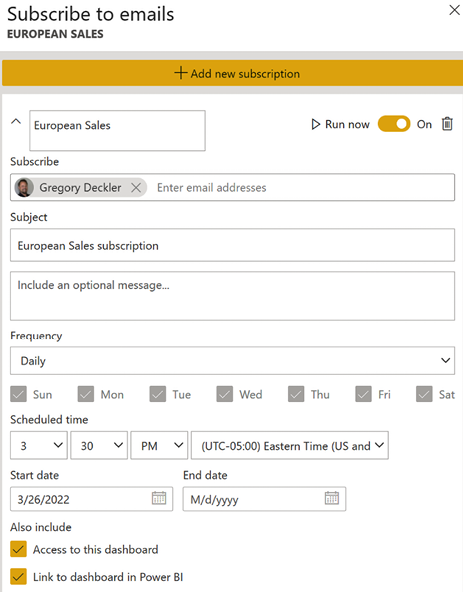 Subscribe to emails
EUROPEAN SALES
Add new subscription
European Sales
Run now
On
Subscribe
Gregory Deckler
Enter email addresses
Subject
European Sales subscription
Include an optional message...
Frequency
Daily
Sun Mon Tue Wed Thu Fri Sat
Scheduled time
3 30 PM (UTC-05:00) Eastern Time (US and
Start date End date
3/26/2022 M/d/yyyy
Also include
Access to this dashboard
Link to dashboard in Power BI